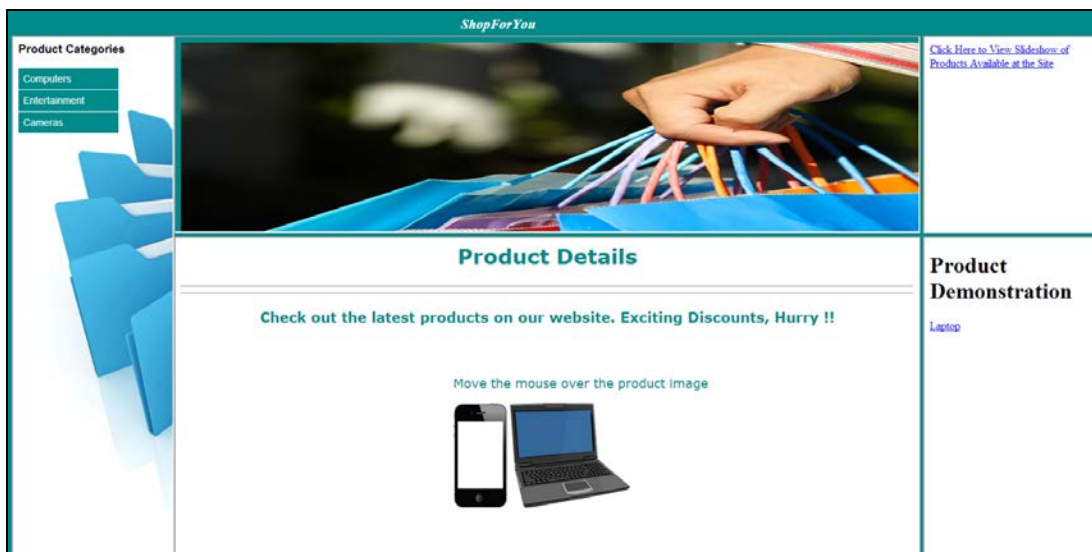 ShopForYou
Product Categories
Computers
Entertainment
Cameras
Click Here to View Slideshow of
Products Available at the Site
Product Details
Check out the latest products on our website. Exciting Discounts, Hurry !!
Move the mouse over the product image
Product
Demonstration
Laptop